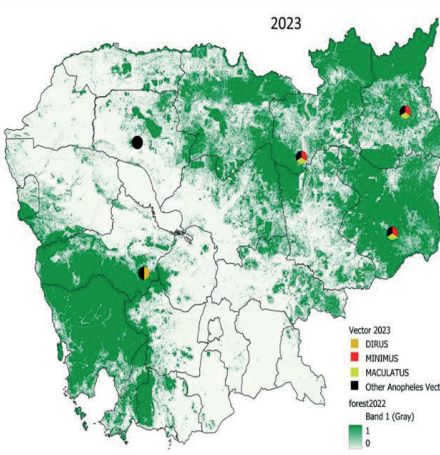 2023
Vector 2023
DIRUS
MINIMUS
MACULATUS
Other Anopheles Vect
forest2022
Band 1 (Gray)
1
0